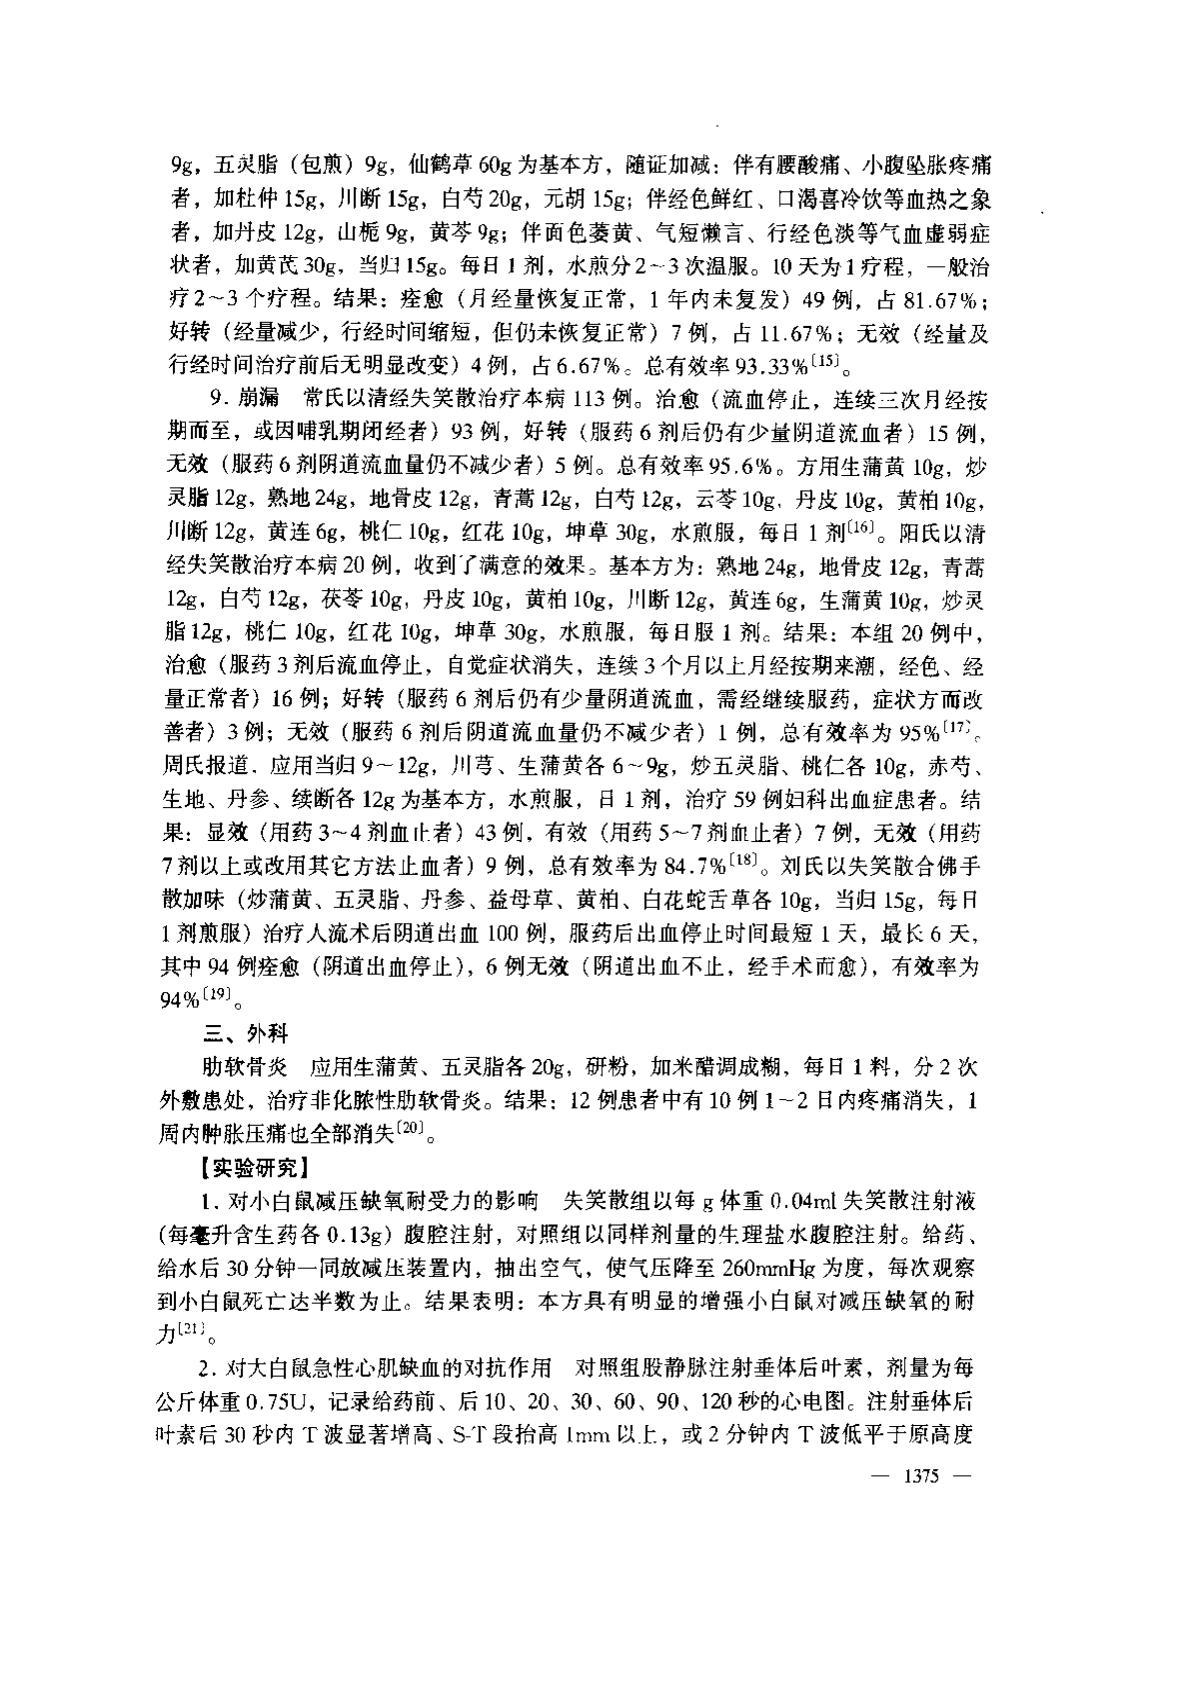 9g，五灵脂（包煎）9g，仙鹤草 60g 为基本方，随证加减：伴有腰酸痛、小腹坠胀疼痛
者，加杜仲 15g，川断 15g，白芍 20g，元胡 15g；伴经色鲜红、口渴喜冷饮等血热之象
者，加丹皮 12g，山栀 9g，黄芩 9g；伴面色萎黄、气短懒言、行经色淡等气血虚弱症
状者，加黄芪 30g，当归 15g。每日 1 剂，水煎分 2～3 次温服。10 天为 1 疗程，一般治
疗 2～3 个疗程。结果：痊愈（月经量恢复正常，1 年内未复发）49 例，占 81.67%；
好转（经量减少，行经时间缩短，但仍未恢复正常）7 例，占 11.67%；无效（经量及
行经时间治疗前后无明显改变）4 例，占 6.67%。总有效率 93.33%〔15〕。
9. 崩漏　常氏以清经失笑散治疗本病 113 例。治愈（流血停止，连续三次月经按
期而至，或因哺乳期闭经者）93 例，好转（服药 6 剂后仍有少量阴道流血者）15 例，
无效（服药 6 剂阴道流血量仍不减少者）5 例。总有效率 95.6%。方用生蒲黄 10g，炒
灵脂 12g，熟地 24g，地骨皮 12g，青蒿 12g，白芍 12g，云苓 10g，丹皮 10g，黄柏 10g，
川断 12g，黄连 6g，桃仁 10g，红花 10g，坤草 30g，水煎服，每日 1 剂〔16〕。阳氏以清
经失笑散治疗本病 20 例，收到了满意的效果。基本方为：熟地 24g，地骨皮 12g，青蒿
12g，白芍 12g，茯苓 10g，丹皮 10g，黄柏 10g，川断 12g，黄连 6g，生蒲黄 10g，炒灵
脂 12g，桃仁 10g，红花 10g，坤草 30g，水煎服，每日服 1 剂。结果：本组 20 例中，
治愈（服药 3 剂后流血停止，自觉症状消失，连续 3 个月以上月经按期来潮，经色、经
量正常者）16 例；好转（服药 6 剂后仍有少量阴道流血，需经继续服药，症状方而改
善者）3 例；无效（服药 6 剂后阴道流血量仍不减少者）1 例，总有效率为 95%〔17〕。
周氏报道，应用当归 9～12g，川芎、生蒲黄各 6～9g，炒五灵脂、桃仁各 10g，赤芍、
生地、丹参、续断各 12g 为基本方，水煎服，日 1 剂，治疗 59 例妇科出血症患者。结
果：显效（用药 3～4 剂血止者）43 例，有效（用药 5～7 剂血止者）7 例，无效（用药
7 剂以上或改用其它方法止血者）9 例，总有效率为 84.7%〔18〕。刘氏以失笑散合佛手
散加味（炒蒲黄、五灵脂、丹参、益母草、黄柏、白花蛇舌草各 10g，当归 15g，每日
1 剂煎服）治疗人流术后阴道出血 100 例，服药后出血停止时间最短 1 天，最长 6 天，
其中 94 例痊愈（阴道出血停止），6 例无效（阴道出血不止，经手术而愈），有效率为
94%〔19〕。
三、外科
肋软骨炎　应用生蒲黄、五灵脂各 20g，研粉，加米醋调成糊，每日 1 料，分 2 次
外敷患处，治疗非化脓性肋软骨炎。结果：12 例患者中有 10 例 1～2 日内疼痛消失，1
周内肿胀压痛也全部消失〔20〕。
【实验研究】
1. 对小白鼠减压缺氧耐受力的影响　失笑散组以每 g 体重 0.04ml 失笑散注射液
(每毫升含生药各 0.13g）腹腔注射，对照组以同样剂量的生理盐水腹腔注射。给药、
给水后 30 分钟一同放减压装置内，抽出空气，使气压降至 260mmHg 为度，每次观察
到小白鼠死亡达半数为止。结果表明：本方具有明显的增强小白鼠对减压缺氧的耐
力〔21〕。
2. 对大白鼠急性心肌缺血的对抗作用　对照组股静脉注射垂体后叶素，剂量为每
公斤体重 0.75U，记录给药前、后 10、20、30、60、90、120 秒的心电图。注射垂体后
叶素后 30 秒内 T 波显著增高、S-T 段抬高 1mm 以上，或 2 分钟内 T 波低平于原高度
— 1375 —